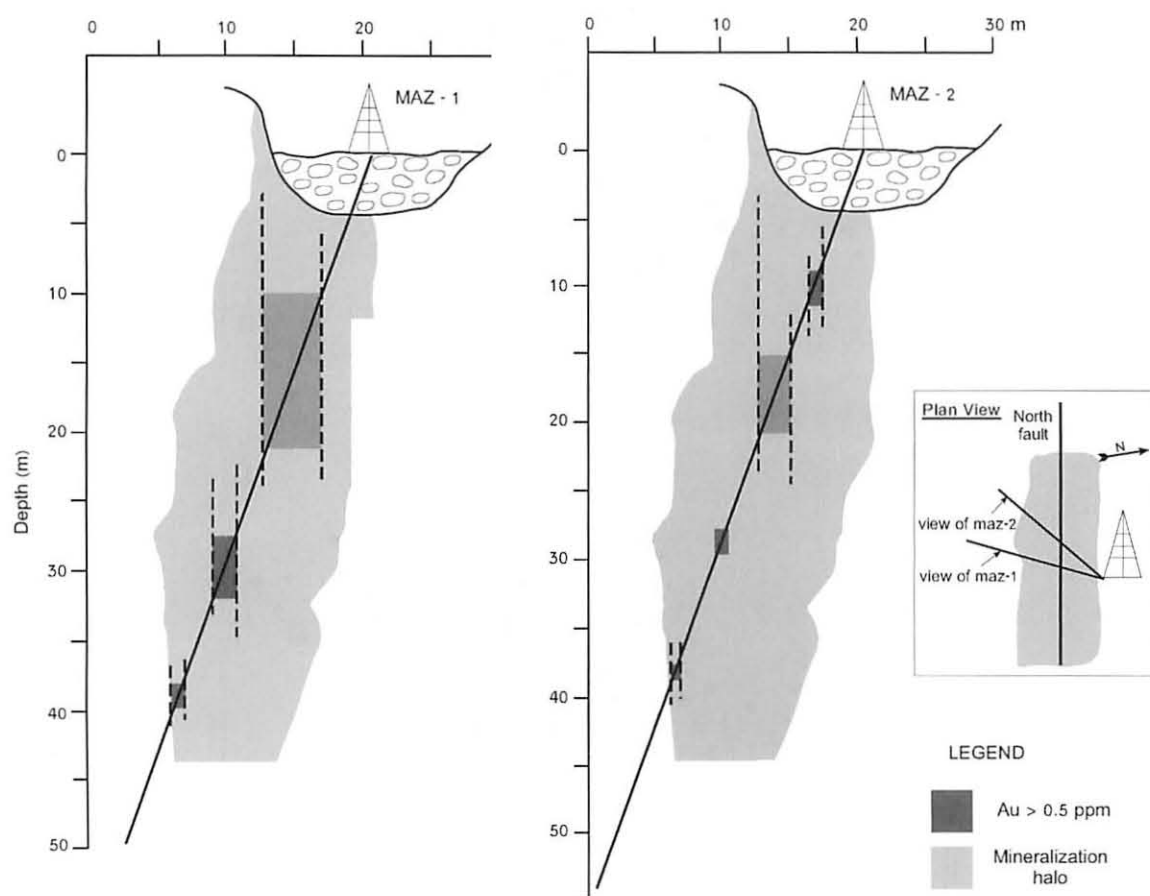 0 10 20
MAZ - 1
0
10
20
30
40
50
Depth (m)
0 10 20 30 m
MAZ - 2
0
10
20
30
40
50
Plan View
North
fault
N
view of maz-2
view of maz-1
LEGEND
Au > 0.5 ppm
Mineralization
halo